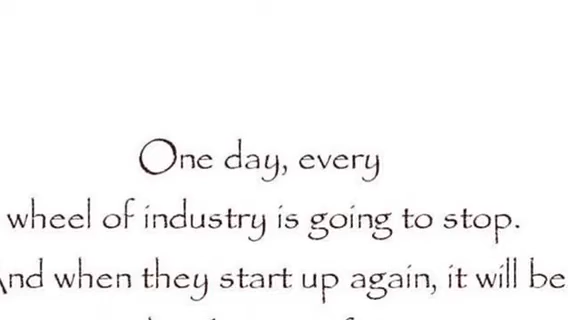 One day, every
wheel of industry is going to stop.
And when they start up again, it will be